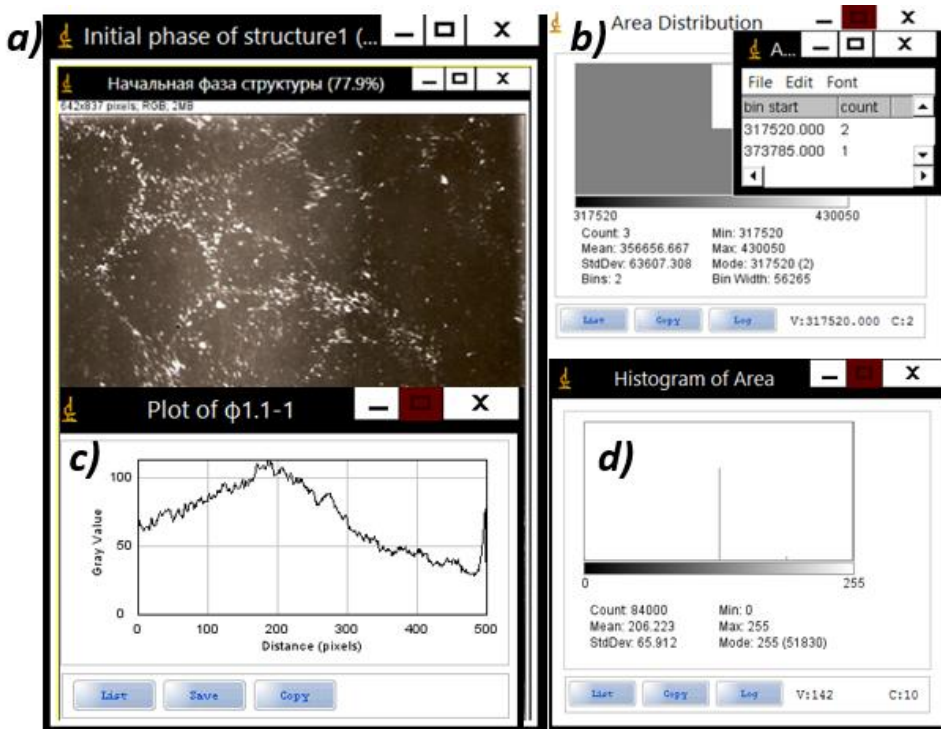 a)
Initial phase of structure1 (...
Начальная фаза структуры (77.9%)
642x837 pixels; RGB; 2MB
b)
Area Distribution
A...
File Edit Font
bin start count
317520.000 2
373785.000 1
317520 430050
Count: 3 Min: 317520
Mean: 356656.667 Max: 430050
StdDev: 63607.308 Mode: 317520 (2)
Bins: 2 Bin Width: 56265
List Copy Log V:317520.000 C:2
Plot of φ1.1-1
c)
Gray Value
100
50
0
0 100 200 300 400 500
Distance (pixels)
List Save Copy
Histogram of Area
d)
0 255
Count: 84000 Min: 0
Mean: 206.223 Max: 255
StdDev: 65.912 Mode: 255 (51830)
List Copy Log V:142 C:10